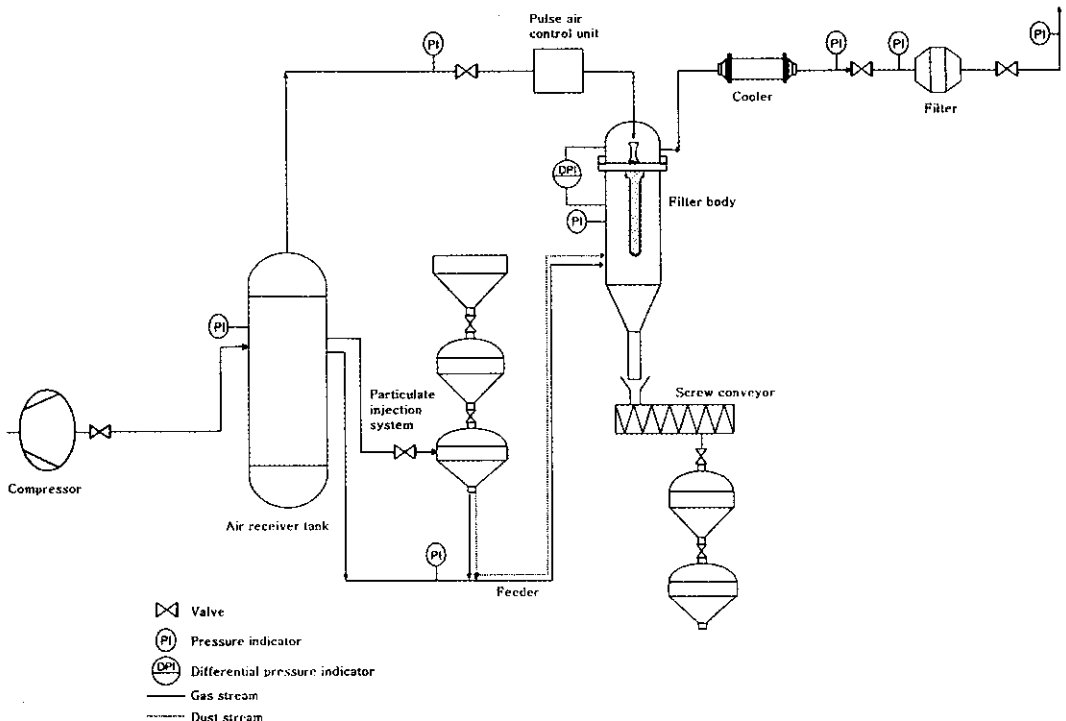 Pulse air
control unit
PI
PI
PI
PI
Cooler
Filter
DPI
Filter body
PI
PI
Particulate
injection
system
Screw conveyor
Compressor
Air receiver tank
PI
Feeder
Valve
PI Pressure indicator
DPI Differential pressure indicator
Gas stream
Dust stream